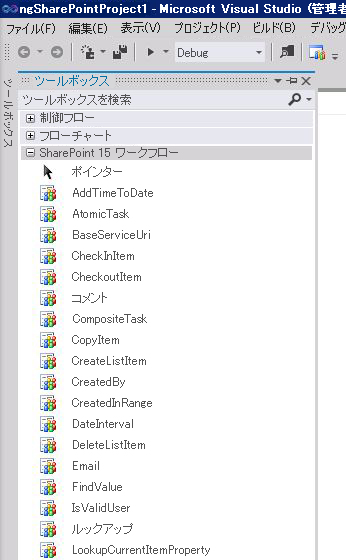 ngSharePointProject1 - Microsoft Visual Studio (管理者
ファイル(F) 編集(E) 表示(V) プロジェクト(P) ビルド(B) デバッグ
Debug
ツールボックス
ツールボックス
ツールボックスを検索
制御フロー
フローチャート
SharePoint 15 ワークフロー
ポインター
AddTimeToDate
AtomicTask
BaseServiceUri
CheckInItem
CheckoutItem
コメント
CompositeTask
CopyItem
CreateListItem
CreatedBy
CreatedInRange
DateInterval
DeleteListItem
Email
FindValue
IsValidUser
ルックアップ
LookupCurrentItemProperty